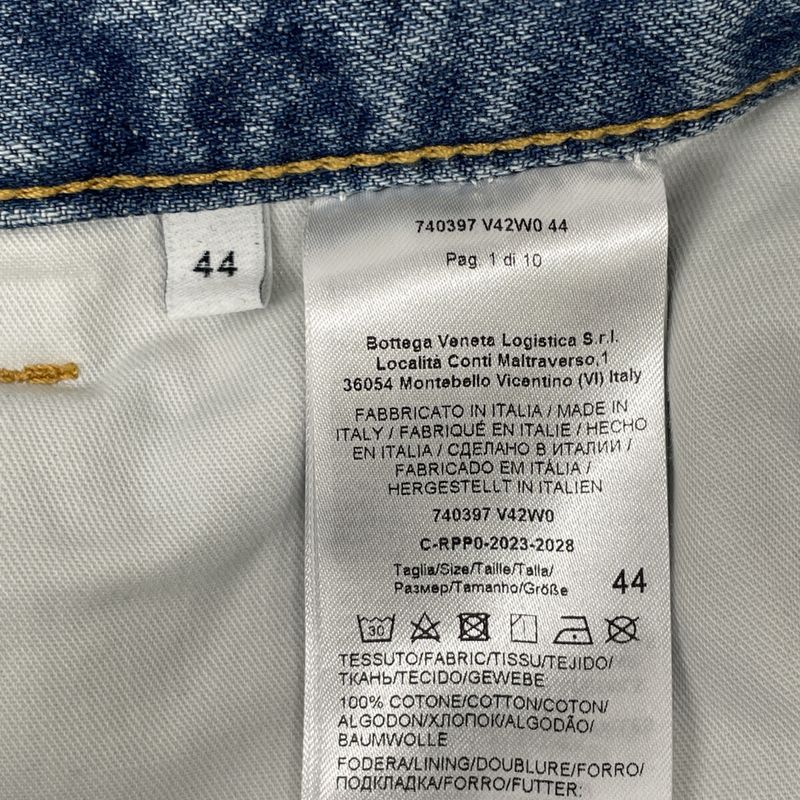 44
740397 V42W0 44
Pag. 1 di 10
Bottega Veneta Logistica S.r.l.
Località Conti Maltraverso,1
36054 Montebello Vicentino (VI) Italy
FABBRICATO IN ITALIA / MADE IN
ITALY / FABRIQUÉ EN ITALIE / HECHO
EN ITALIA / СДЕЛАНО В ИТАЛИИ /
FABRICADO EM ITÁLIA /
HERGESTELLT IN ITALIEN
740397 V42W0
C-RPP0-2023-2028
Taglia/Size/Taille/Talla/
Размер/Tamanho/Größe 44
30
TESSUTO/FABRIC/TISSU/TEJIDO/
ТКАНЬ/TECIDO/GEWEBE
100% COTONE/COTTON/COTON/
ALGODON/ХЛОПОК/ALGODÃO/
BAUMWOLLE
FODERA/LINING/DOUBLURE/FORRO/
ПОДКЛАДКА/FORRO/FUTTER: